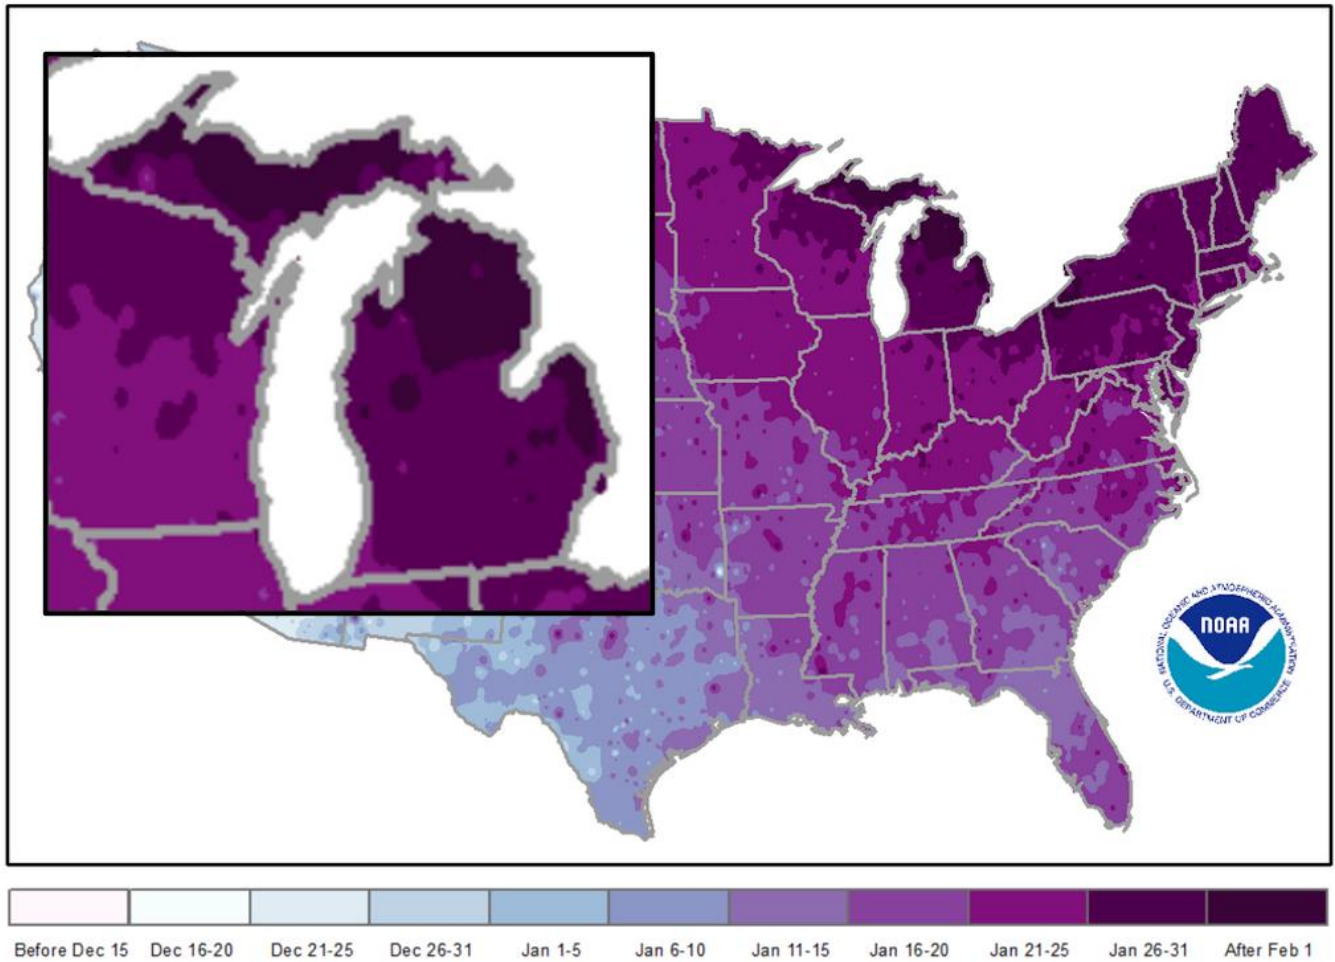 NATIONAL OCEANIC AND ATMOSPHERIC ADMINISTRATION
NOAA
U.S. DEPARTMENT OF COMMERCE
Before Dec 15 Dec 16-20 Dec 21-25 Dec 26-31 Jan 1-5 Jan 6-10 Jan 11-15 Jan 16-20 Jan 21-25 Jan 26-31 After Feb 1